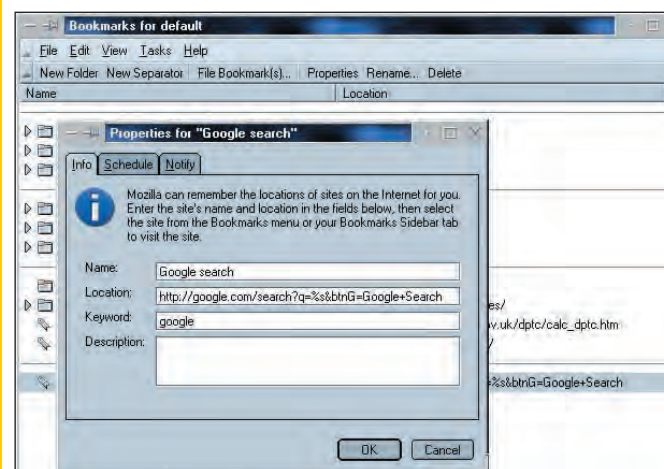 Bookmarks for default
File Edit View Tasks Help
New Folder New Separator File Bookmark(s)... Properties Rename... Delete
Name Location
Properties for "Google search"
Info Schedule Notify
Mozilla can remember the locations of sites on the Internet for you.
Enter the site's name and location in the fields below, then select
the site from the Bookmarks menu or your Bookmarks Sidebar tab
to visit the site.
Name: Google search
Location: http://google.com/search?q=%s&btnG=Google+Search
Keyword: google
Description:
es/
v.uk/dptc/calc_dptc.htm
/
=%s&btnG=Google+Search
OK Cancel